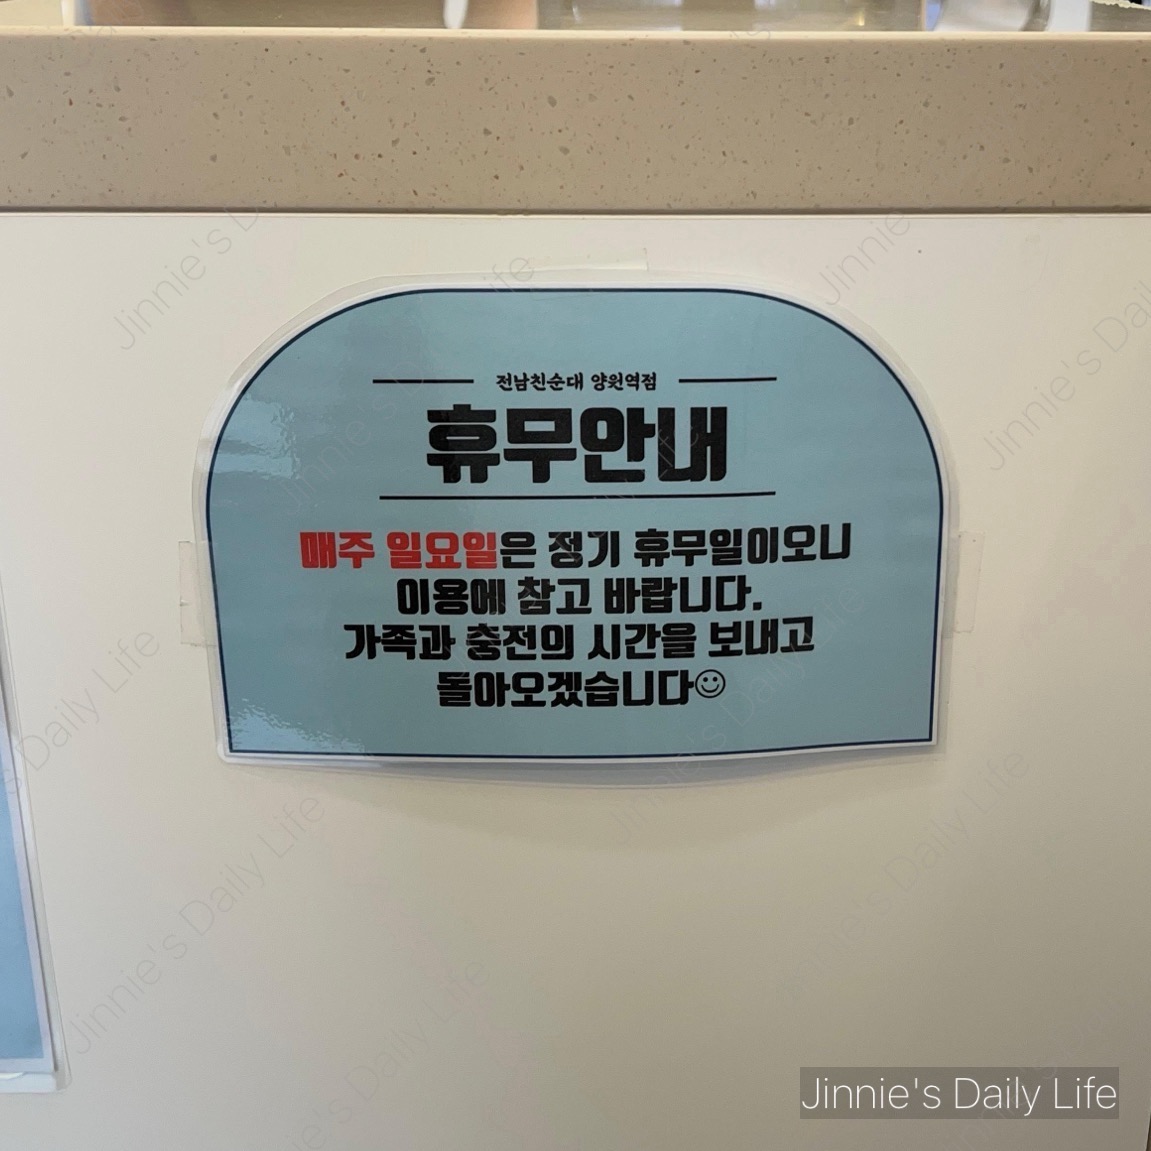 전남친순대 양원역점
휴무안내
매주 일요일은 정기 휴무일이오니
이용에 참고 바랍니다.
가족과 충전의 시간을 보내고
돌아오겠습니다☺
Jinnie's Daily Life